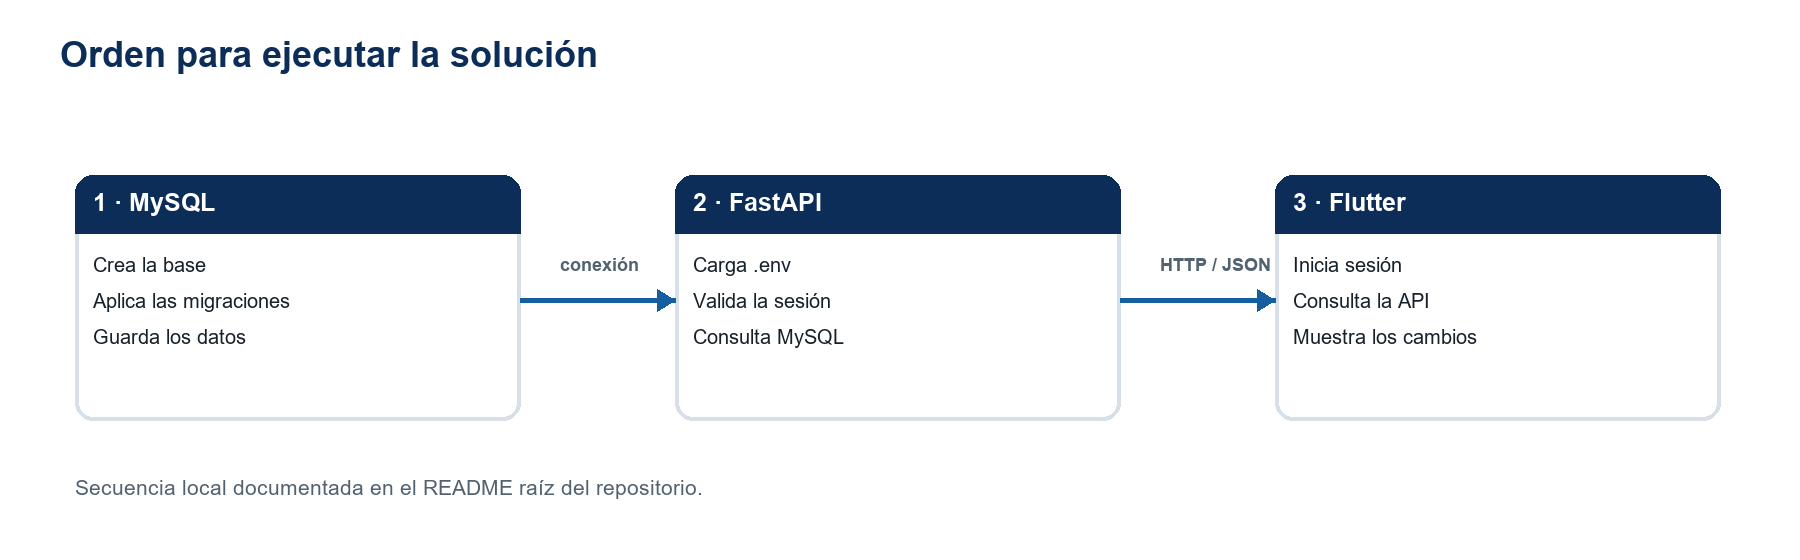 Orden para ejecutar la solución
1 · MySQL
Crea la base
Aplica las migraciones
Guarda los datos
conexión
2 · FastAPI
Carga .env
Valida la sesión
Consulta MySQL
HTTP / JSON
3 · Flutter
Inicia sesión
Consulta la API
Muestra los cambios
Secuencia local documentada en el README raíz del repositorio.